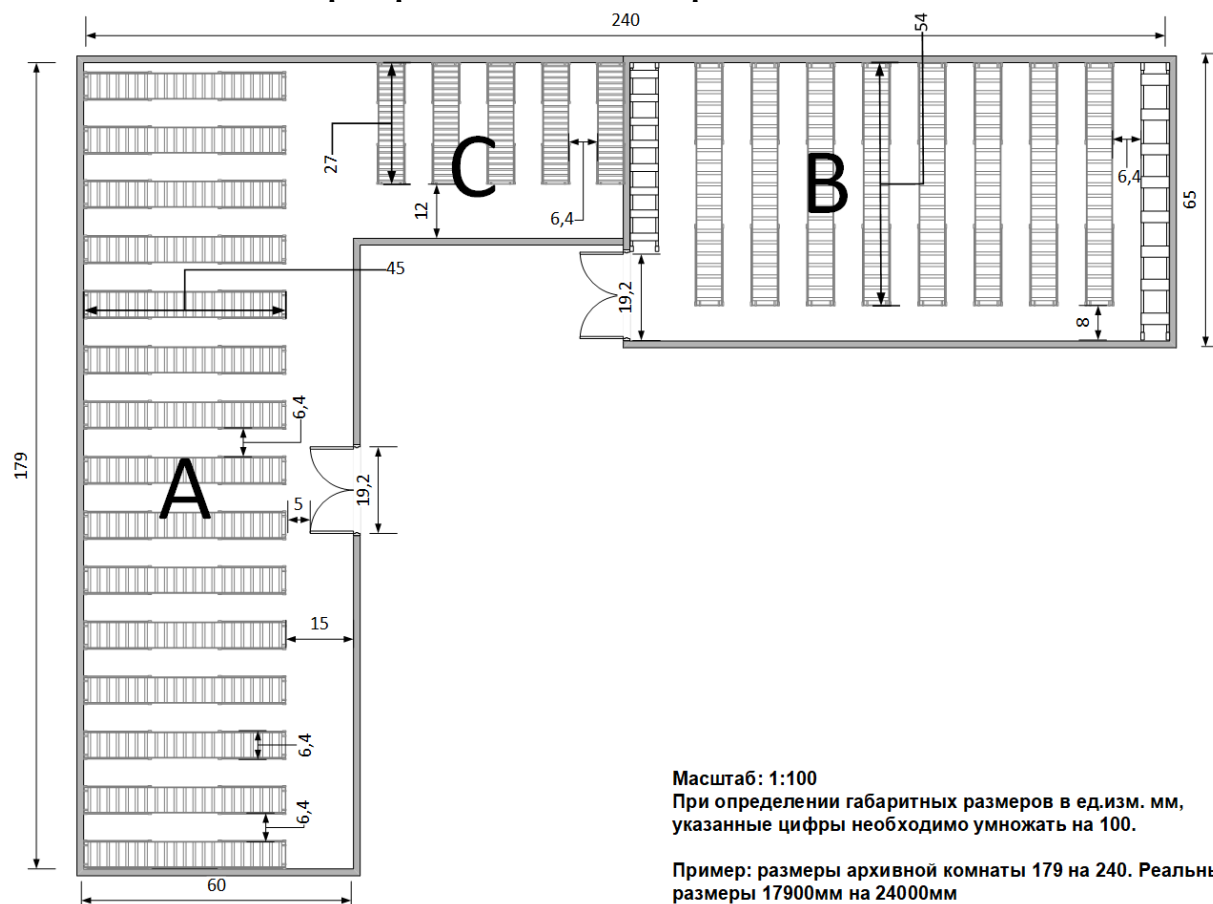 240
54
27
C
B
6,4
65
12
6,4
45
19,2
8
6,4
179
A
5
19,2
15
6,4
6,4
60
Масштаб: 1:100
При определении габаритных размеров в ед.изм. мм,
указанные цифры необходимо умножать на 100.
Пример: размеры архивной комнаты 179 на 240.
размеры 17900мм на 24000мм